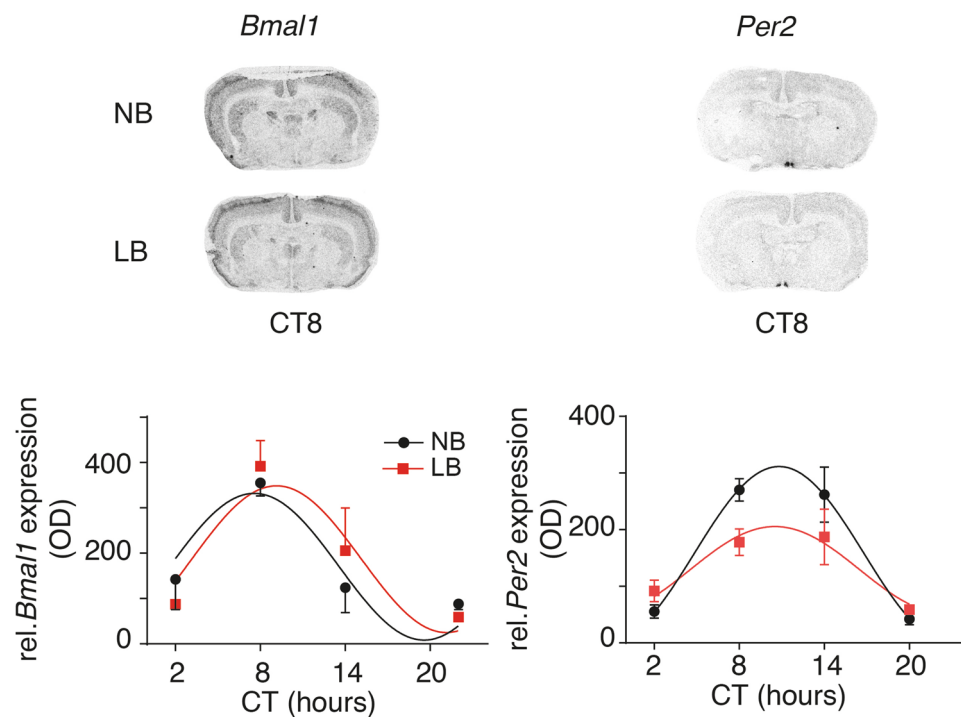 Bmal1
Per2
NB
LB
CT8
CT8
rel. Bmal1 expression
(OD)
400
200
0
2
8
14
20
CT (hours)
NB
LB
rel. Per2 expression
(OD)
400
200
0
2
8
14
20
CT (hours)